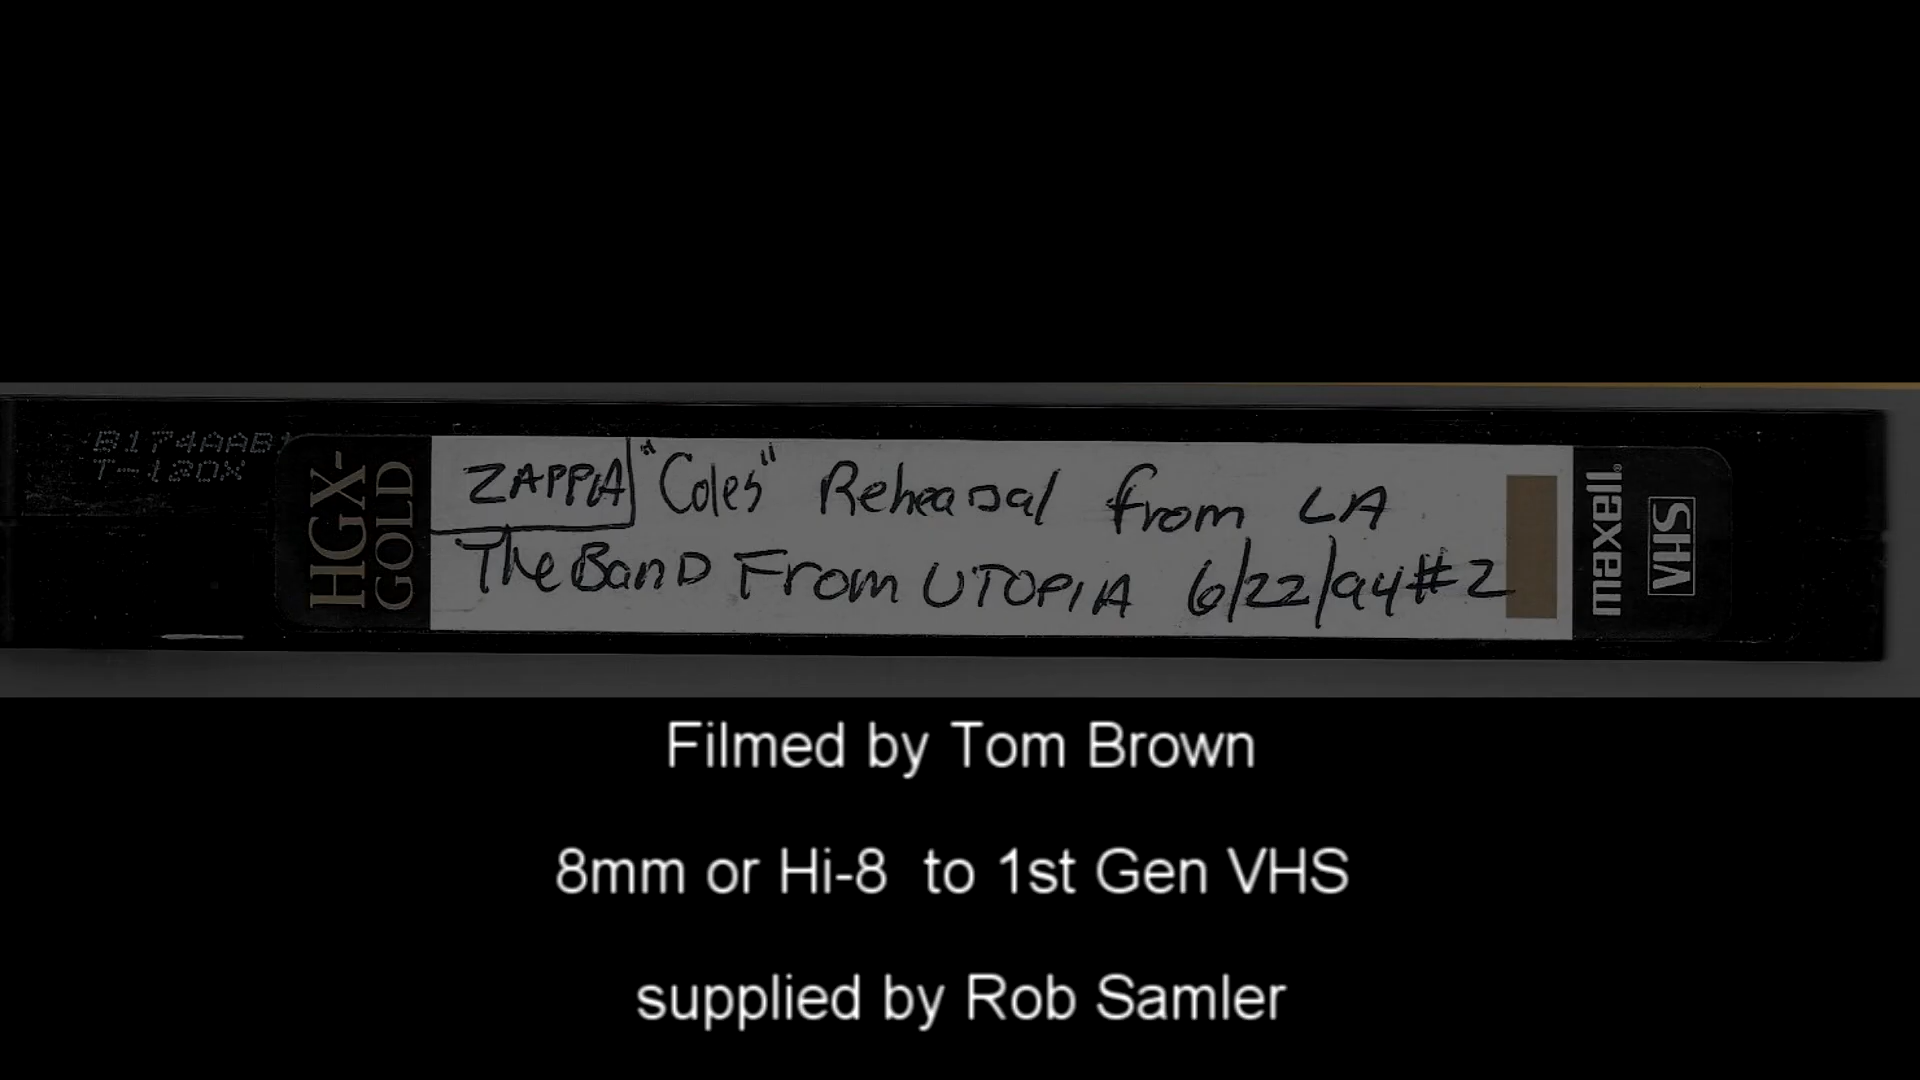 B174AAB1
T-120X
HGX-
GOLD
ZAPPA "Coles" Rehearsal from LA
The Band From UTOPIA 6/22/94 #2
maxell
VHS
Filmed by Tom Brown
8mm or Hi-8 to 1st Gen VHS
supplied by Rob Samler